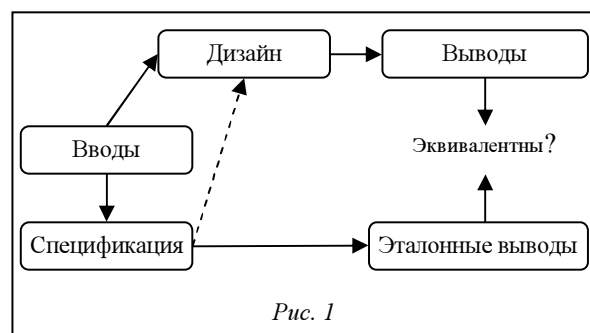 Дизайн
Выводы
Вводы
Эквивалентны?
Спецификация
Эталонные выводы
Рис. 1